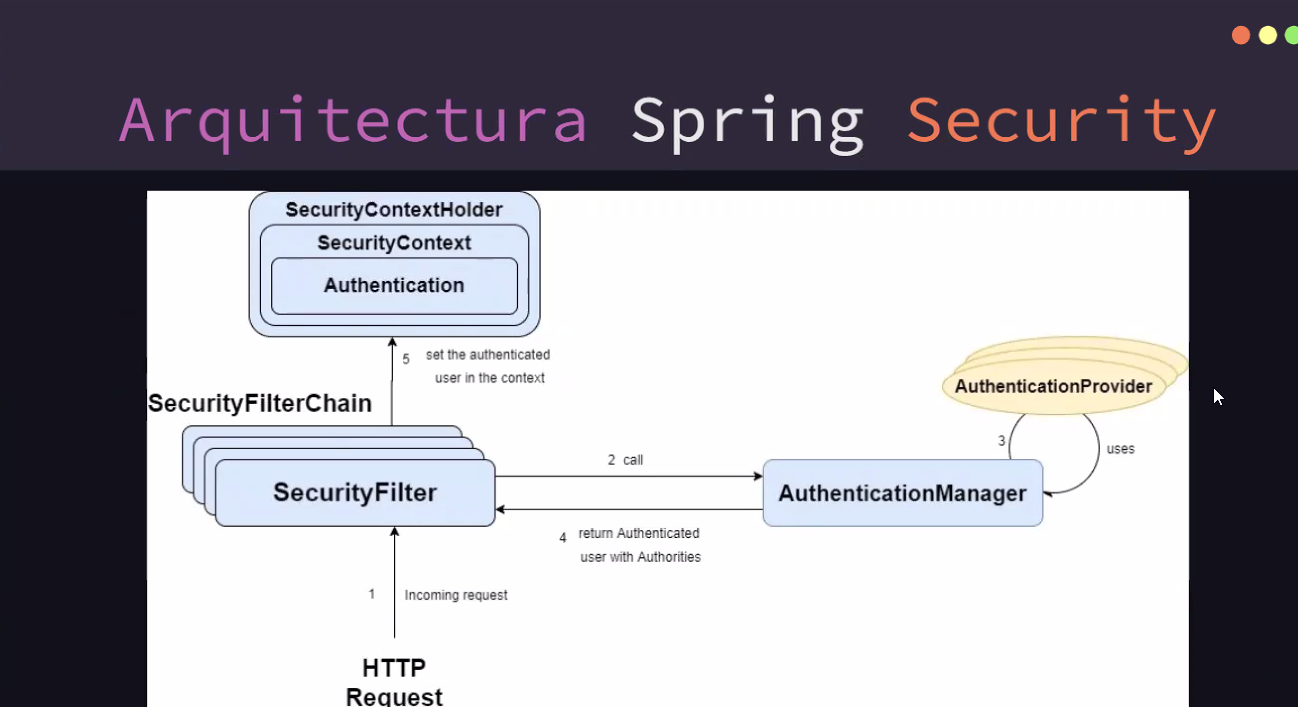 Arquitectura Spring Security
SecurityContextHolder
SecurityContext
Authentication
5 set the authenticated
user in the context
SecurityFilterChain
SecurityFilter
2 call
4 return Authenticated
user with Authorities
AuthenticationManager
AuthenticationProvider
3
uses
1 Incoming request
HTTP
Request